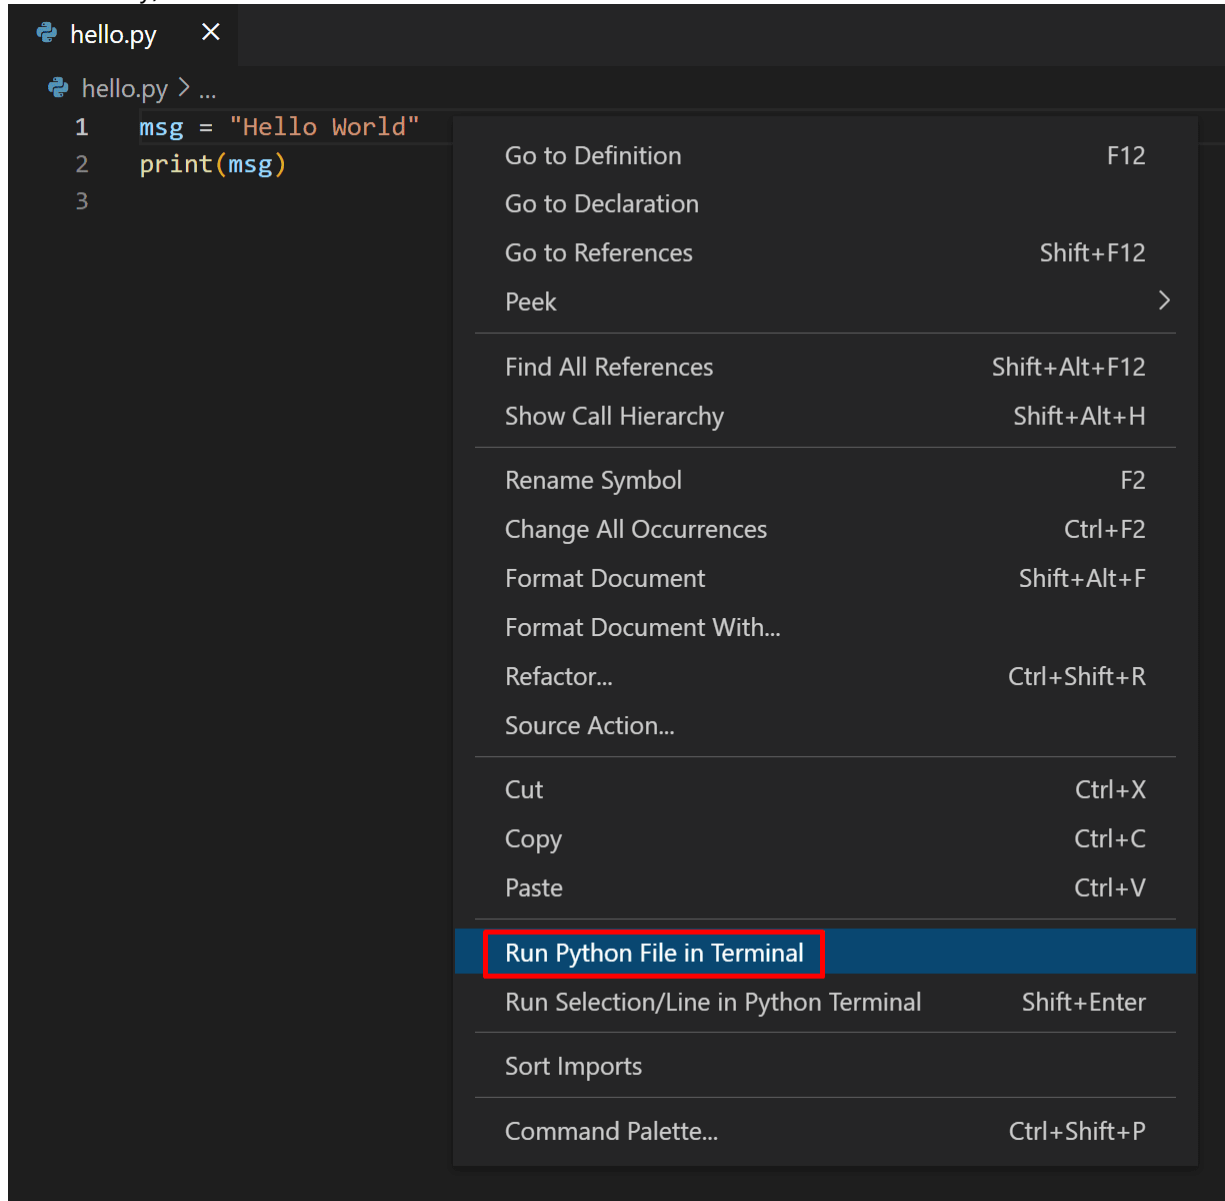 hello.py
hello.py > ...
1 msg = "Hello World"
2 print(msg)
3
Go to Definition F12
Go to Declaration
Go to References Shift+F12
Peek
Find All References Shift+Alt+F12
Show Call Hierarchy Shift+Alt+H
Rename Symbol F2
Change All Occurrences Ctrl+F2
Format Document Shift+Alt+F
Format Document With...
Refactor... Ctrl+Shift+R
Source Action...
Cut Ctrl+X
Copy Ctrl+C
Paste Ctrl+V
Run Python File in Terminal
Run Selection/Line in Python Terminal Shift+Enter
Sort Imports
Command Palette... Ctrl+Shift+P